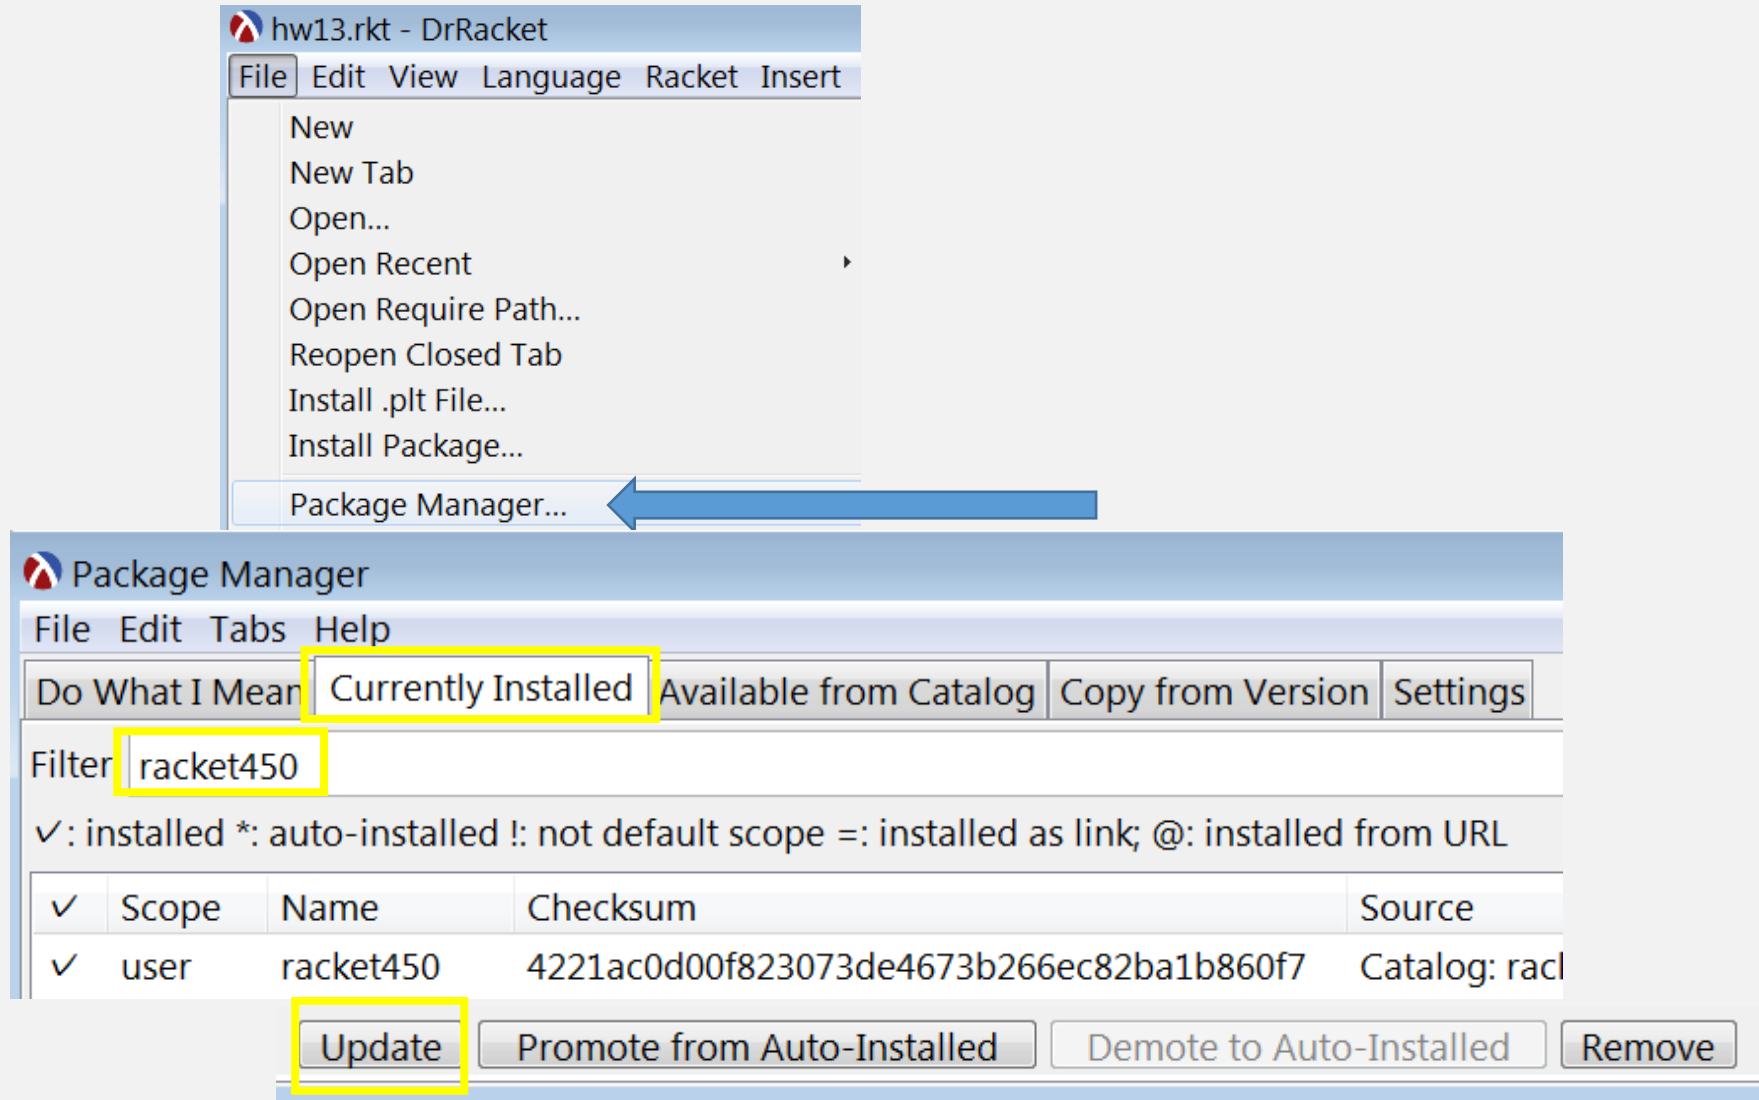 hw13.rkt - DrRacket
File Edit View Language Racket Insert
New
New Tab
Open...
Open Recent
Open Require Path...
Reopen Closed Tab
Install .plt File...
Install Package...
Package Manager...
Package Manager
File Edit Tabs Help
Do What I Mean Currently Installed Available from Catalog Copy from Version Settings
Filter racket450
✓: installed *: auto-installed !: not default scope =: installed as link; @: installed from URL
✓ Scope Name Checksum Source
✓ user racket450 4221ac0d00f823073de4673b266ec82ba1b860f7 Catalog:
Update Promote from Auto-Installed Demote to Auto-Installed Remove